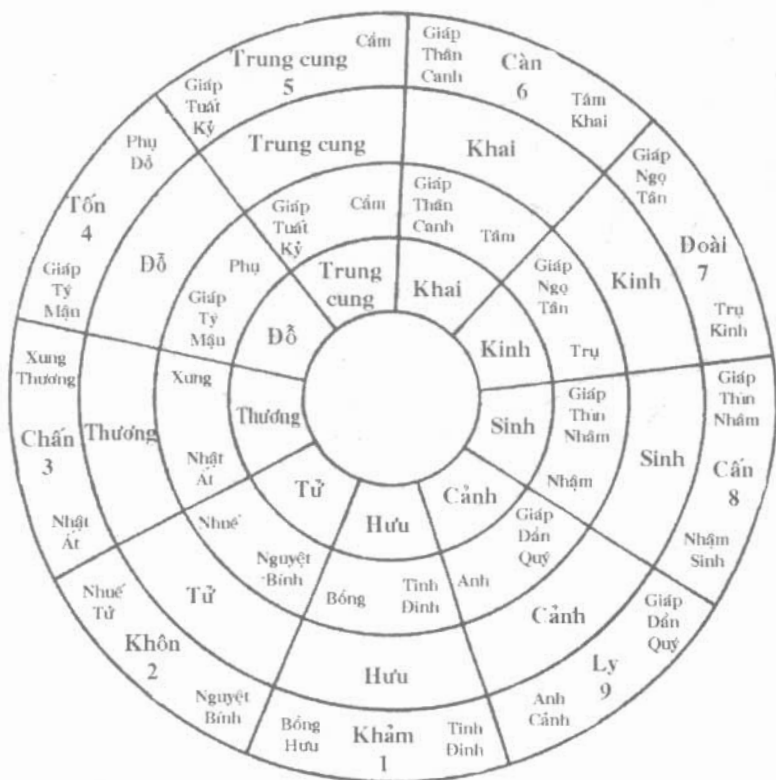 Trung cung
5
Cầm
Giáp
Tuất
Kỷ
Giáp
Thân
Canh
Càn
6
Tâm
Khai
Giáp
Ngọ
Tân
Đoài
7
Trụ
Kinh
Giáp
Thìn
Nhâm
Cấn
8
Nhậm
Sinh
Giáp
Dần
Quý
Ly
9
Anh
Cảnh
Tinh
Đinh
Khảm
1
Bồng
Hưu
Nguyệt
Bính
Khôn
2
Nhuế
Tử
Nhật
Ất
Chấn
3
Xung
Thương
Giáp
Tý
Mậu
Tốn
4
Phụ
Đỗ
Trung cung
Khai
Kinh
Sinh
Cảnh
Hưu
Tử
Thương
Đỗ
Giáp
Tuất
Kỷ
Cầm
Giáp
Thân
Canh
Tâm
Giáp
Ngọ
Tân
Trụ
Giáp
Thìn
Nhâm
Nhậm
Giáp
Dần
Quý
Anh
Tinh
Đinh
Bồng
Nguyệt
Bính
Nhuế
Nhật
Ất
Xung
Giáp
Tý
Mậu
Phụ
Trung
cung
Khai
Kinh
Sinh
Cảnh
Hưu
Tử
Thương
Đỗ